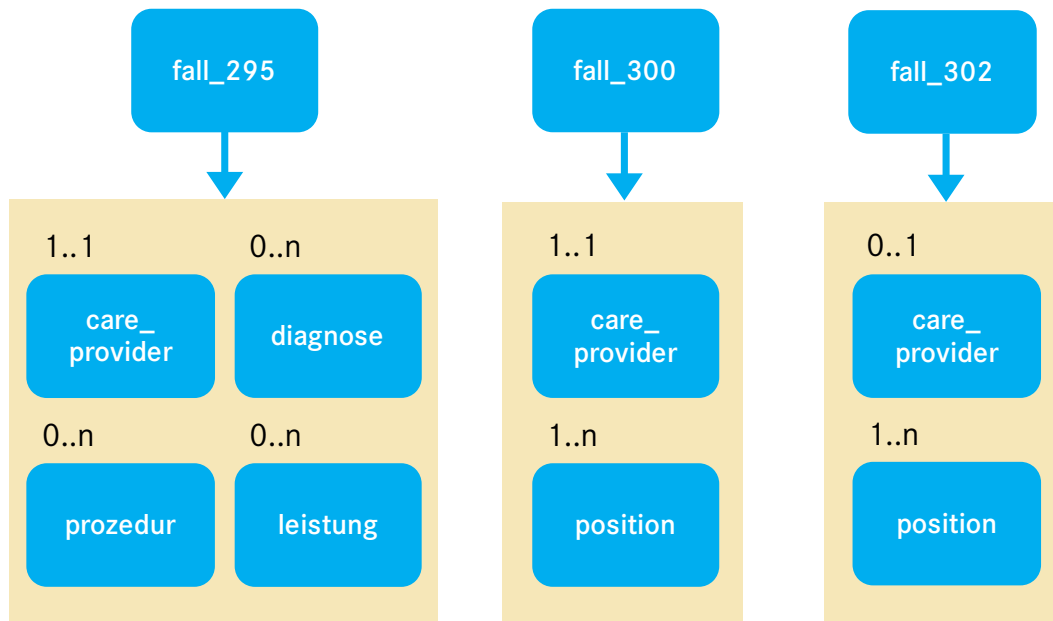 fall_295
fall_300
fall_302
1..1
0..n
care_
provider
diagnose
0..n
0..n
prozedur
leistung
1..1
care_
provider
1..n
position
0..1
care_
provider
1..n
position